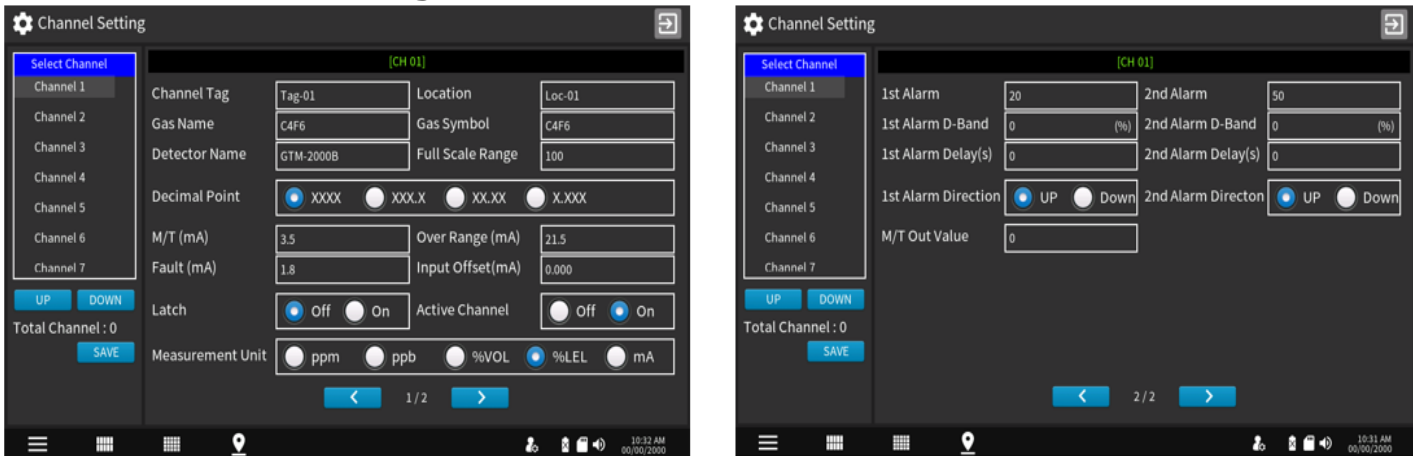 Channel Setting
[CH 01]
Select Channel
Channel 1
Channel 2
Channel 3
Channel 4
Channel 5
Channel 6
Channel 7
UP DOWN
Total Channel : 0
SAVE
Channel Tag Tag-01 Location Loc-01
Gas Name C4F6 Gas Symbol C4F6
Detector Name GTM-2000B Full Scale Range 100
Decimal Point XXXX XXX.X XX.XX X.XXX
M/T (mA) 3.5 Over Range (mA) 21.5
Fault (mA) 1.8 Input Offset(mA) 0.000
Latch Off On Active Channel Off On
Measurement Unit ppm ppb %VOL %LEL mA
< 1 / 2 >
10:32 AM
00/00/2000
Channel Setting
[CH 01]
Select Channel
Channel 1
Channel 2
Channel 3
Channel 4
Channel 5
Channel 6
Channel 7
UP DOWN
Total Channel : 0
SAVE
1st Alarm 20 2nd Alarm 50
1st Alarm D-Band 0 (%) 2nd Alarm D-Band 0 (%)
1st Alarm Delay(s) 0 2nd Alarm Delay(s) 0
1st Alarm Direction UP Down 2nd Alarm Directon UP Down
M/T Out Value 0
< 2 / 2 >
10:31 AM
00/00/2000